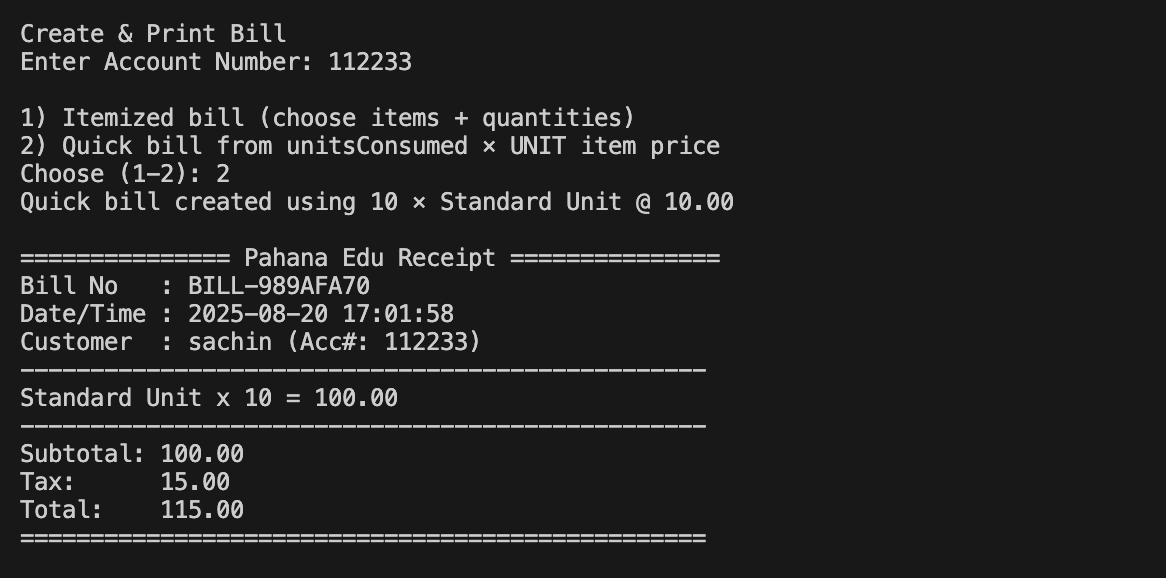 Create & Print Bill
Enter Account Number: 112233
1) Itemized bill (choose items + quantities)
2) Quick bill from unitsConsumed × UNIT item price
Choose (1-2): 2
Quick bill created using 10 × Standard Unit @ 10.00
=============== Pahana Edu Receipt ===============
Bill No   : BILL-989AFA70
Date/Time : 2025-08-20 17:01:58
Customer  : sachin (Acc#: 112233)
-------------------------------------------------
Standard Unit x 10 = 100.00
-------------------------------------------------
Subtotal: 100.00
Tax:      15.00
Total:    115.00
=================================================